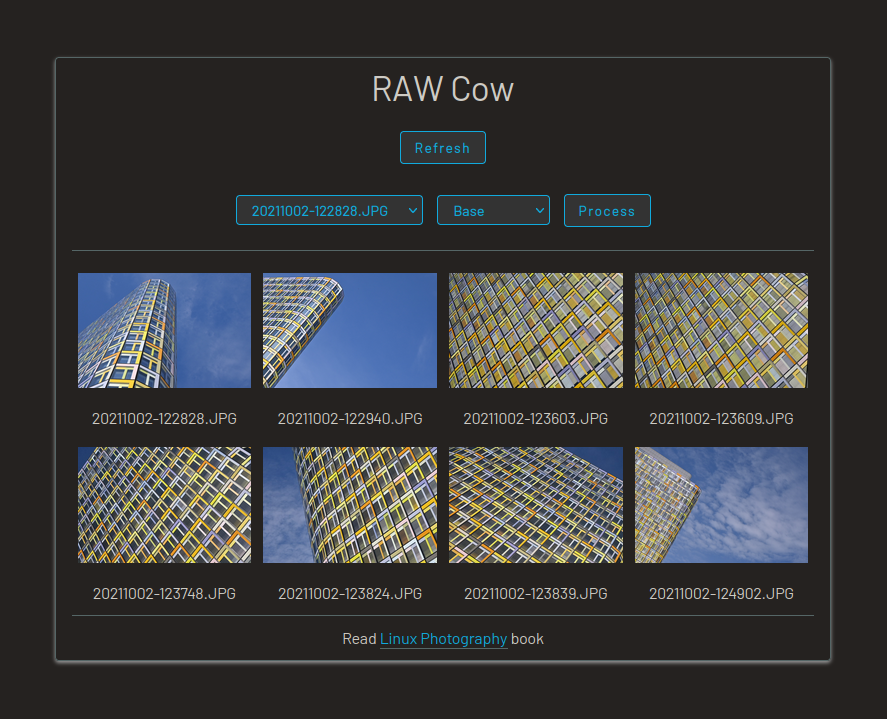 RAW Cow
Refresh
20211002-122828.JPG Base Process
20211002-122828.JPG 20211002-122940.JPG 20211002-123603.JPG 20211002-123609.JPG
20211002-123748.JPG 20211002-123824.JPG 20211002-123839.JPG 20211002-124902.JPG
Read Linux Photography book